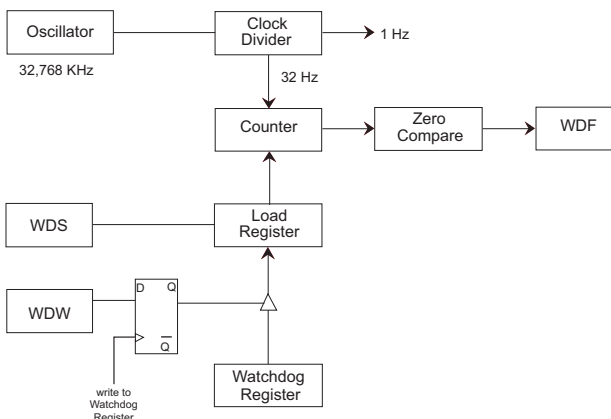 Oscillator
Clock
Divider
1 Hz
32,768 KHz
32 Hz
Counter
Zero
Compare
WDF
WDS
Load
Register
WDW
D
Q
Q
write to
Watchdog
Register
Watchdog
Register